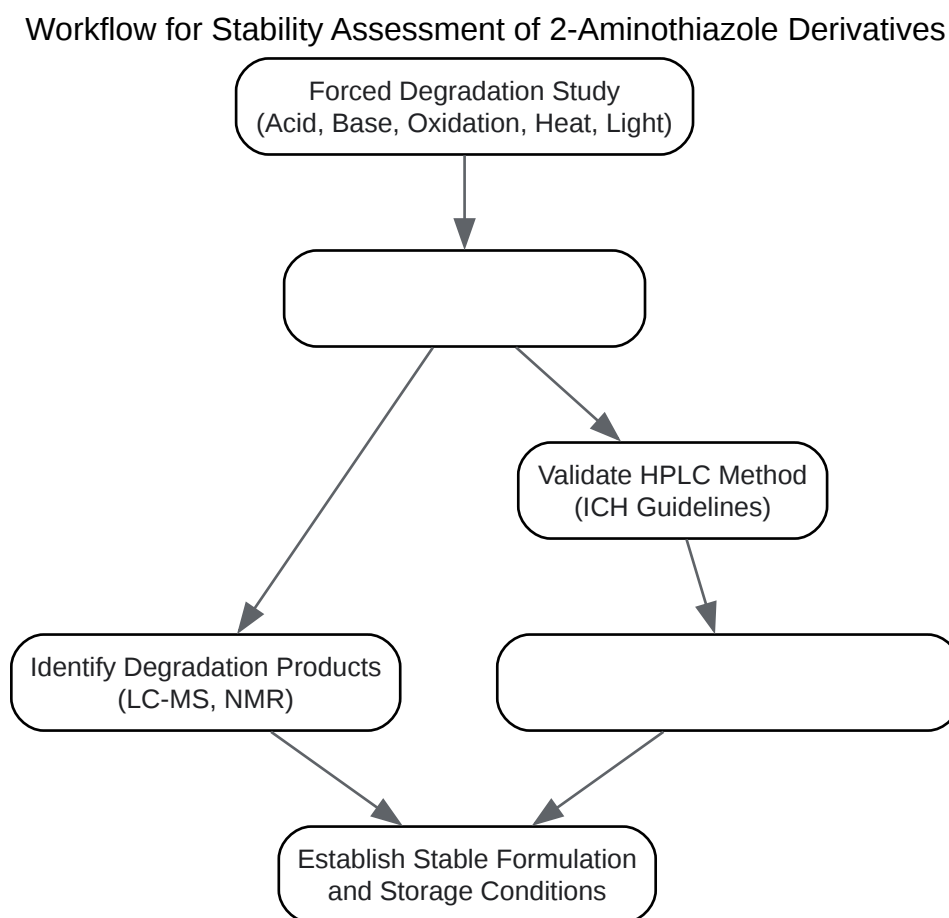 Workflow for Stability Assessment of 2-Aminothiazole Derivatives
Forced Degradation Study
(Acid, Base, Oxidation, Heat, Light)
Validate HPLC Method
(ICH Guidelines)
Identify Degradation Products
(LC-MS, NMR)
Establish Stable Formulation
and Storage Conditions